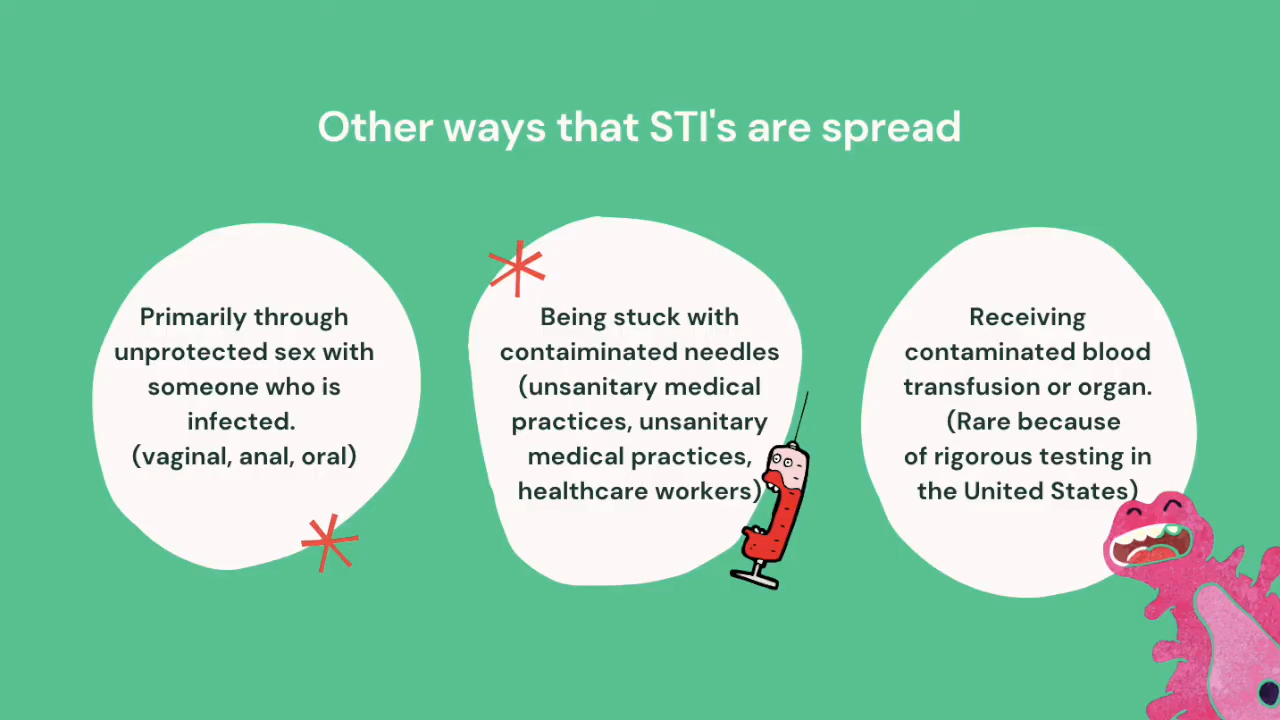 Other ways that STI's are spread
Primarily through
unprotected sex with
someone who is
infected.
(vaginal, anal, oral)
Being stuck with
contaiminated needles
(unsanitary medical
practices, unsanitary
medical practices,
healthcare workers)
Receiving
contaminated blood
transfusion or organ.
(Rare because
of rigorous testing in
the United States)